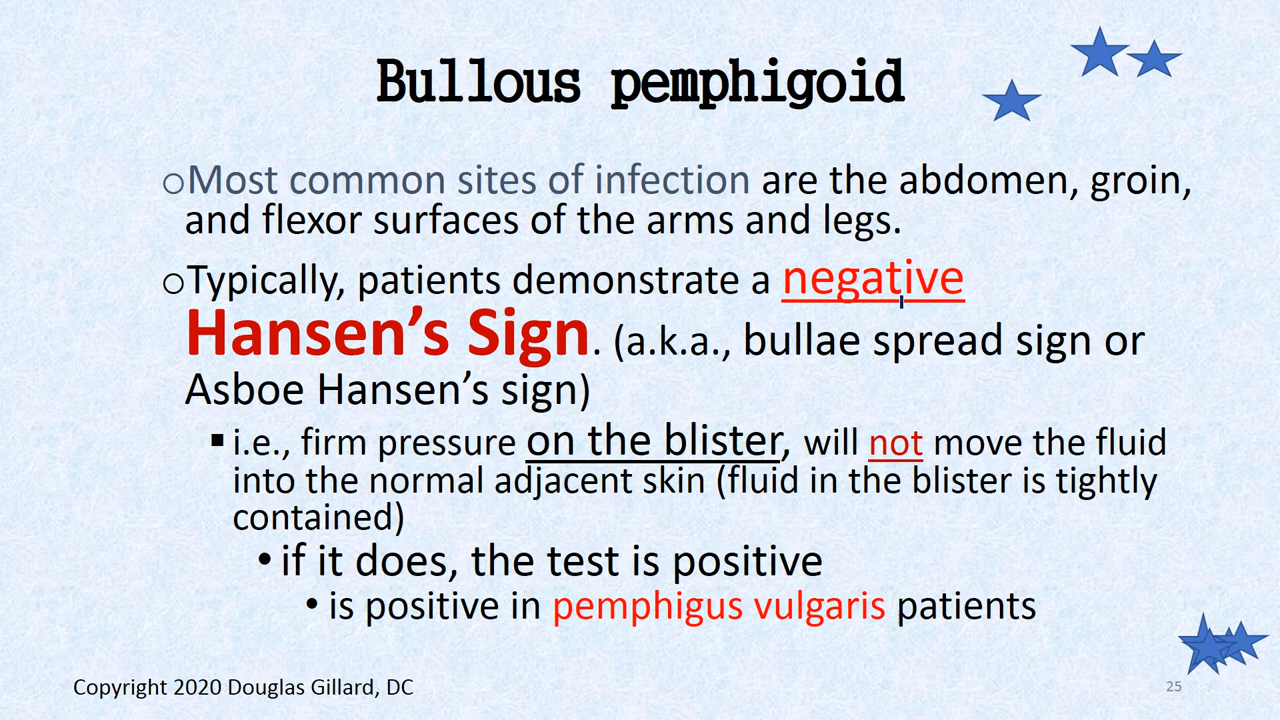 Bullous pemphigoid
oMost common sites of infection are the abdomen, groin,
and flexor surfaces of the arms and legs.
oTypically, patients demonstrate a negative
Hansen’s Sign. (a.k.a., bullae spread sign or
Asboe Hansen’s sign)
▪ i.e., firm pressure on the blister, will not move the fluid
into the normal adjacent skin (fluid in the blister is tightly
contained)
• if it does, the test is positive
• is positive in pemphigus vulgaris patients
Copyright 2020 Douglas Gillard, DC
25